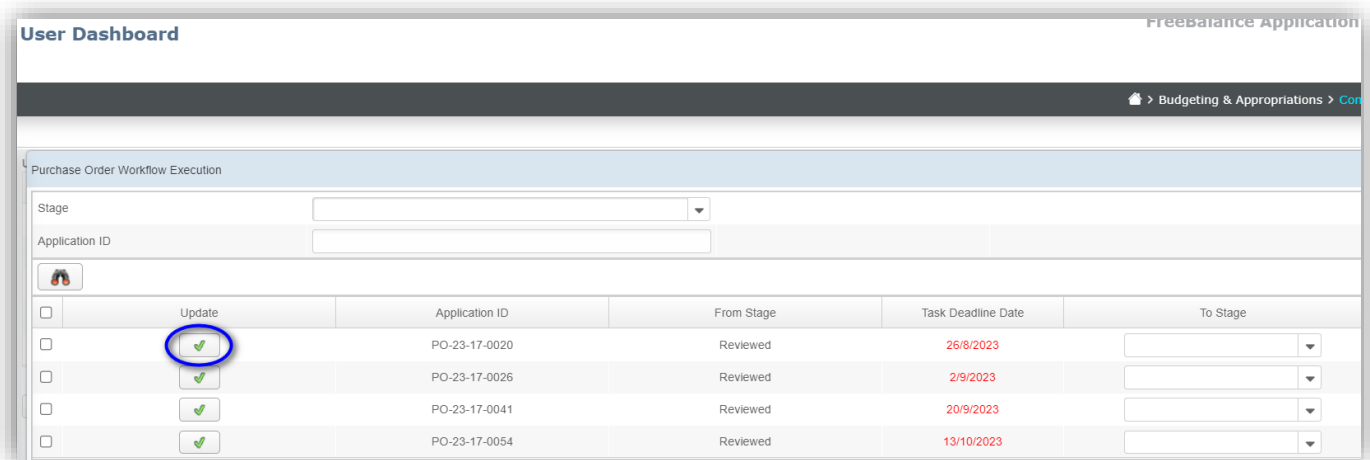 FreeBalance Application
User Dashboard
> Budgeting & Appropriations > Con
Purchase Order Workflow Execution
Stage
Application ID
Update Application ID From Stage Task Deadline Date To Stage
PO-23-17-0020 Reviewed 26/8/2023
PO-23-17-0026 Reviewed 2/9/2023
PO-23-17-0041 Reviewed 20/9/2023
PO-23-17-0054 Reviewed 13/10/2023